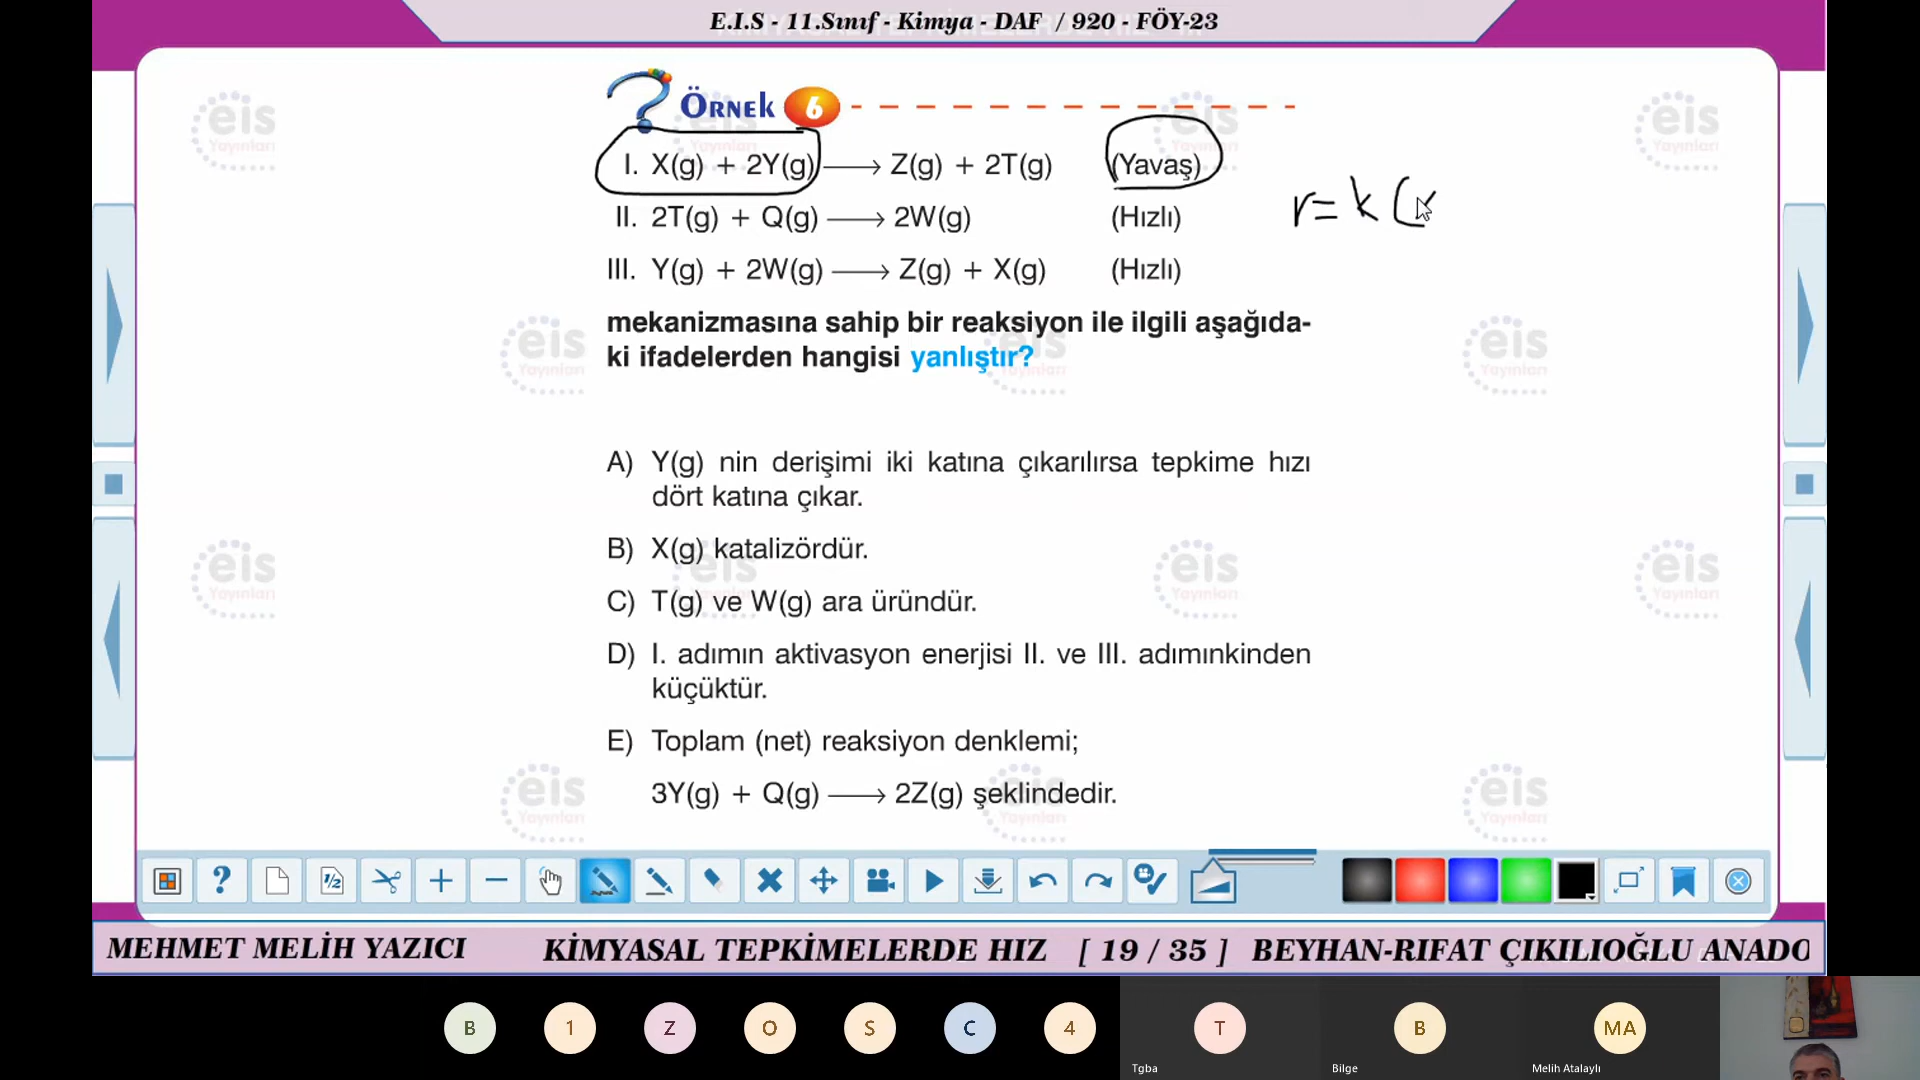 E.I.S - 11.Sınıf - Kimya - DAF / 920 - FÖY-23
ÖRNEK 6
I. X(g) + 2Y(g) ⟶ Z(g) + 2T(g) (Yavaş)
r = k (x
II. 2T(g) + Q(g) ⟶ 2W(g) (Hızlı)
III. Y(g) + 2W(g) ⟶ Z(g) + X(g) (Hızlı)
mekanizmasına sahip bir reaksiyon ile ilgili aşağıda-
ki ifadelerden hangisi yanlıştır?
A) Y(g) nin derişimi iki katına çıkarılırsa tepkime hızı
dört katına çıkar.
B) X(g) katalizördür.
C) T(g) ve W(g) ara üründür.
D) I. adımın aktivasyon enerjisi II. ve III. adımınkinden
küçüktür.
E) Toplam (net) reaksiyon denklemi;
3Y(g) + Q(g) ⟶ 2Z(g) şeklindedir.
eis Yayınları
1/2
MEHMET MELİH YAZICI KİMYASAL TEPKİMELERDE HIZ [ 19 / 35 ] BEYHAN-RIFAT ÇIKILIOĞLU ANADO
B 1 Z O S C 4 T B MA
Tgba Bilge Melih Atalaylı